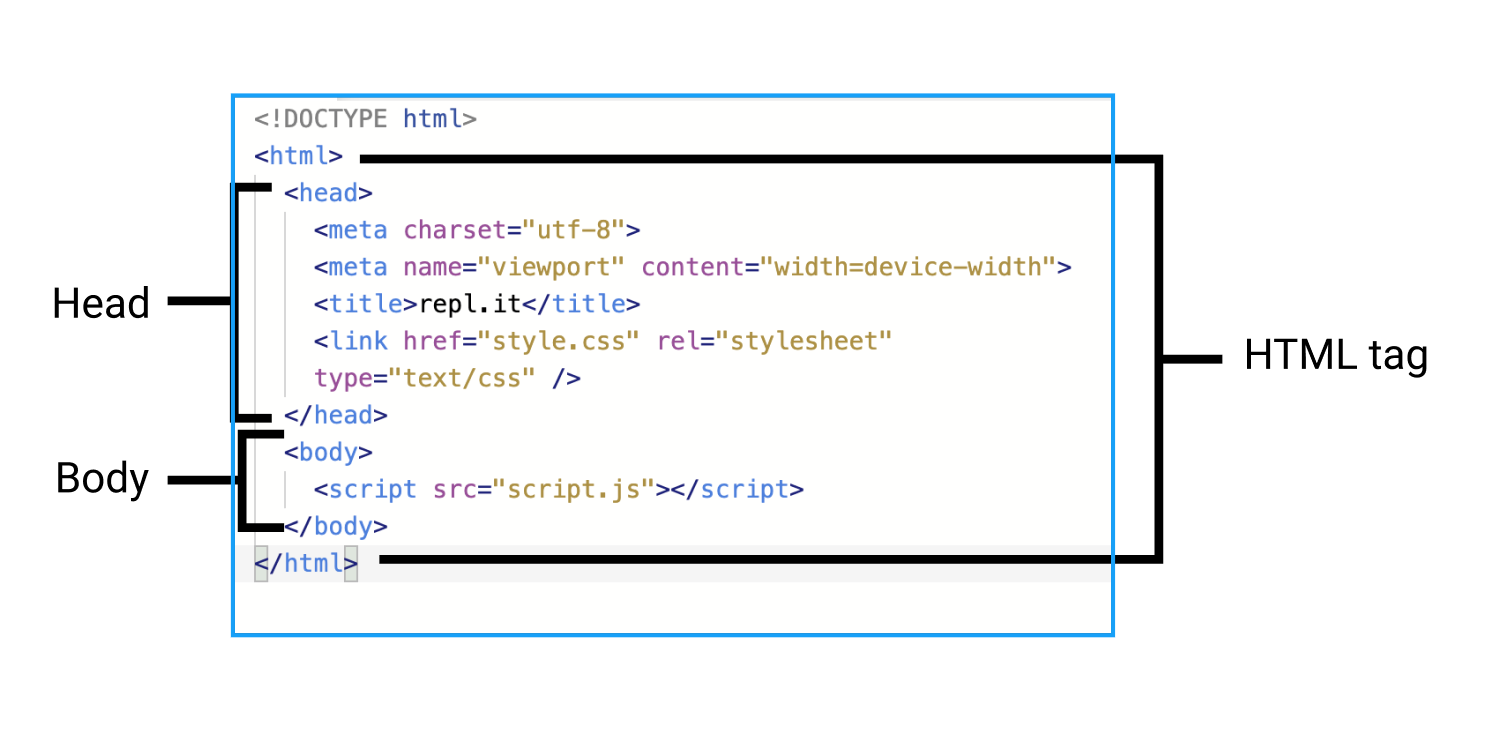 <!DOCTYPE html>
<html>
<head>
<meta charset="utf-8">
<meta name="viewport" content="width=device-width">
<title>repl.it</title>
<link href="style.css" rel="stylesheet"
type="text/css" />
</head>
<body>
<script src="script.js"></script>
</body>
</html>
Head
Body
HTML tag